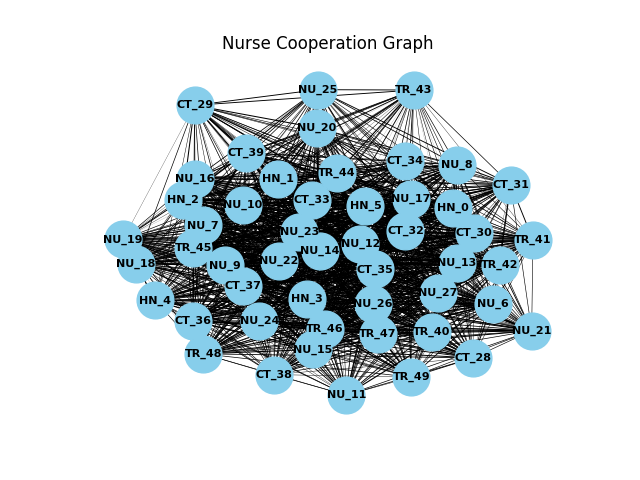 Nurse Cooperation Graph
NU_25
TR_43
CT_29
NU_20
CT_39
TR_44
CT_34
NU_8
NU_16
HN_1
CT_31
HN_2
NU_10
CT_33
HN_5
NU_17
HN_0
NU_7
NU_23
CT_32
CT_30
NU_19
TR_45
NU_14
NU_12
TR_41
NU_18
NU_9
NU_22
CT_35
NU_13
TR_42
CT_37
HN_4
HN_3
NU_26
NU_27
NU_6
CT_36
NU_24
TR_46
TR_47
TR_40
NU_21
TR_48
NU_15
CT_28
CT_38
TR_49
NU_11